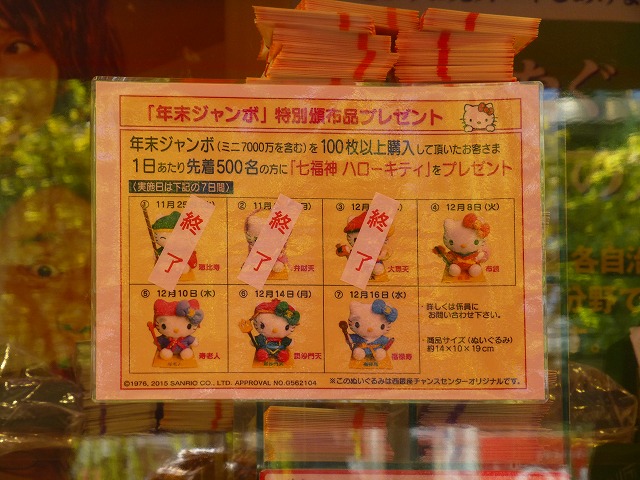 「年末ジャンボ」特別頒布品プレゼント
年末ジャンボ(ミニ7000万を含む)を100枚以上購入して頂いたお客さま
1日あたり先着500名の方に「七福神 ハローキティ」をプレゼント
〈実施日は下記の7日間〉
① 11月25
終了
恵比寿
②
終了
弁財天
③ 12
終了
大黒天
④ 12月8日(火)
布袋
⑤ 12月10日(木)
寿老人
⑥ 12月14日(月)
毘沙門天
⑦ 12月16日(水)
福禄寿
・詳しくは係員に
お問い合わせ下さい。
・商品サイズ(ぬいぐるみ)
約14×10×19cm
©1976, 2015 SANRIO CO., LTD. APPROVAL NO.G562104
※このぬいぐるみは西銀座チャンスセンターオリジナルです。
各自治
分野で